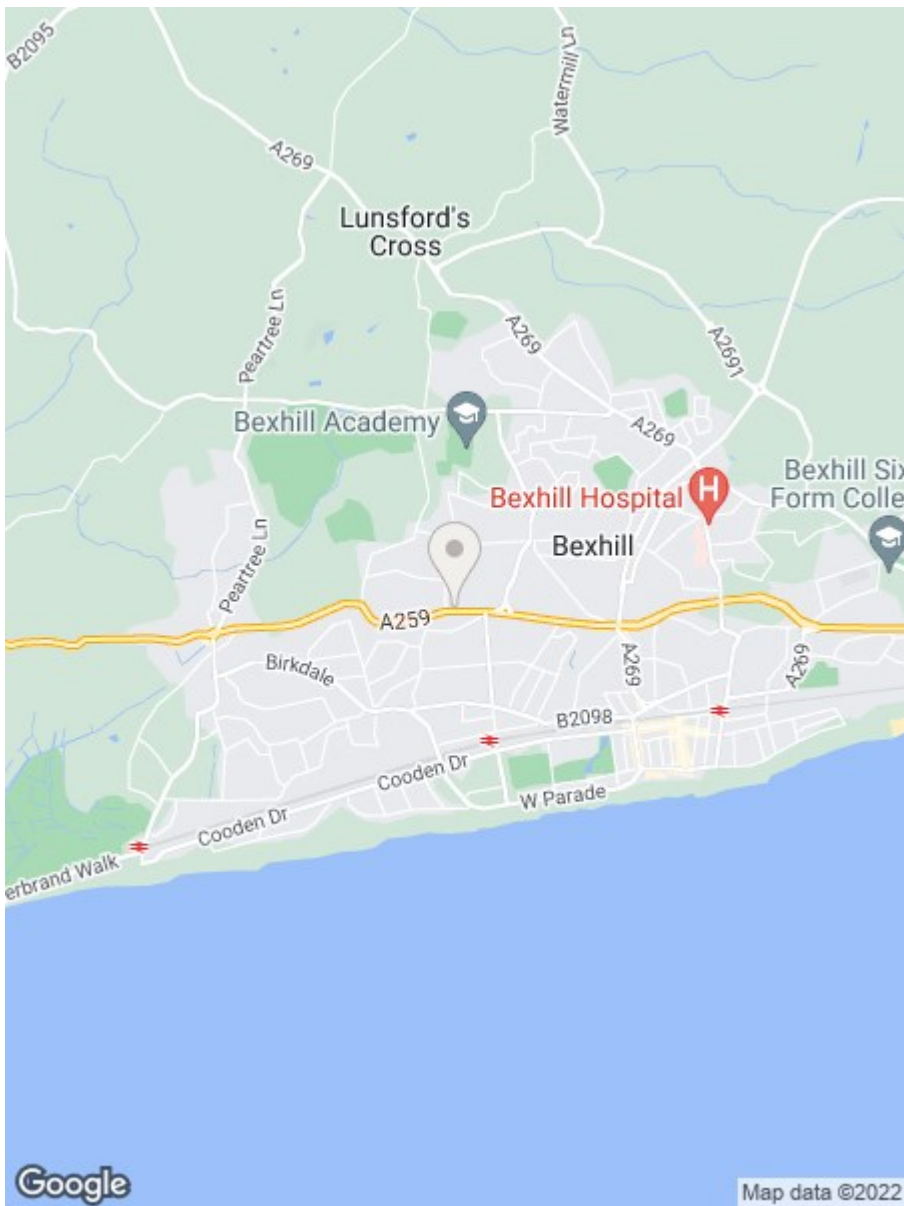 B2095
Watermill Ln
A269
Lunsford's
Cross
Peartree Ln
A269
A2691
Bexhill Academy
A269
Bexhill Six
Form Colle
Bexhill Hospital
H
Bexhill
Peartree Ln
A259
Birkdale
A269
A269
B2098
Cooden Dr
W Parade
Cooden Dr
erbrand Walk
Google
Map data ©2022